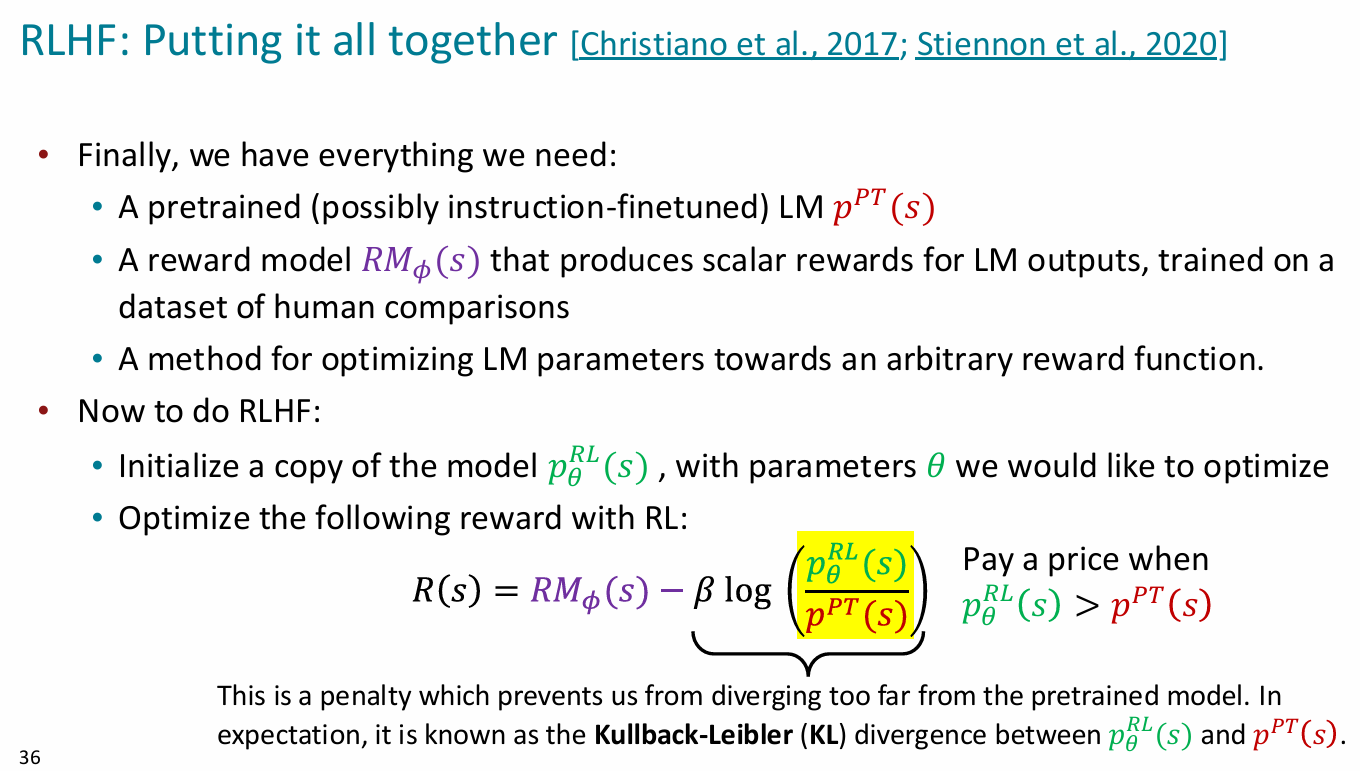 RLHF: Putting it all together [Christiano et al., 2017; Stiennon et al., 2020]
• Finally, we have everything we need:
• A pretrained (possibly instruction-finetuned) LM $p^{PT}(s)$
• A reward model $RM_{\phi}(s)$ that produces scalar rewards for LM outputs, trained on a
dataset of human comparisons
• A method for optimizing LM parameters towards an arbitrary reward function.
• Now to do RLHF:
• Initialize a copy of the model $p_{\theta}^{RL}(s)$ , with parameters $\theta$ we would like to optimize
• Optimize the following reward with RL:
$R(s) = RM_{\phi}(s) - \beta \log \left( \frac{p_{\theta}^{RL}(s)}{p^{PT}(s)} \right)$
Pay a price when
$p_{\theta}^{RL}(s) > p^{PT}(s)$
This is a penalty which prevents us from diverging too far from the pretrained model. In
expectation, it is known as the Kullback-Leibler (KL) divergence between $p_{\theta}^{RL}(s)$ and $p^{PT}(s)$.
36